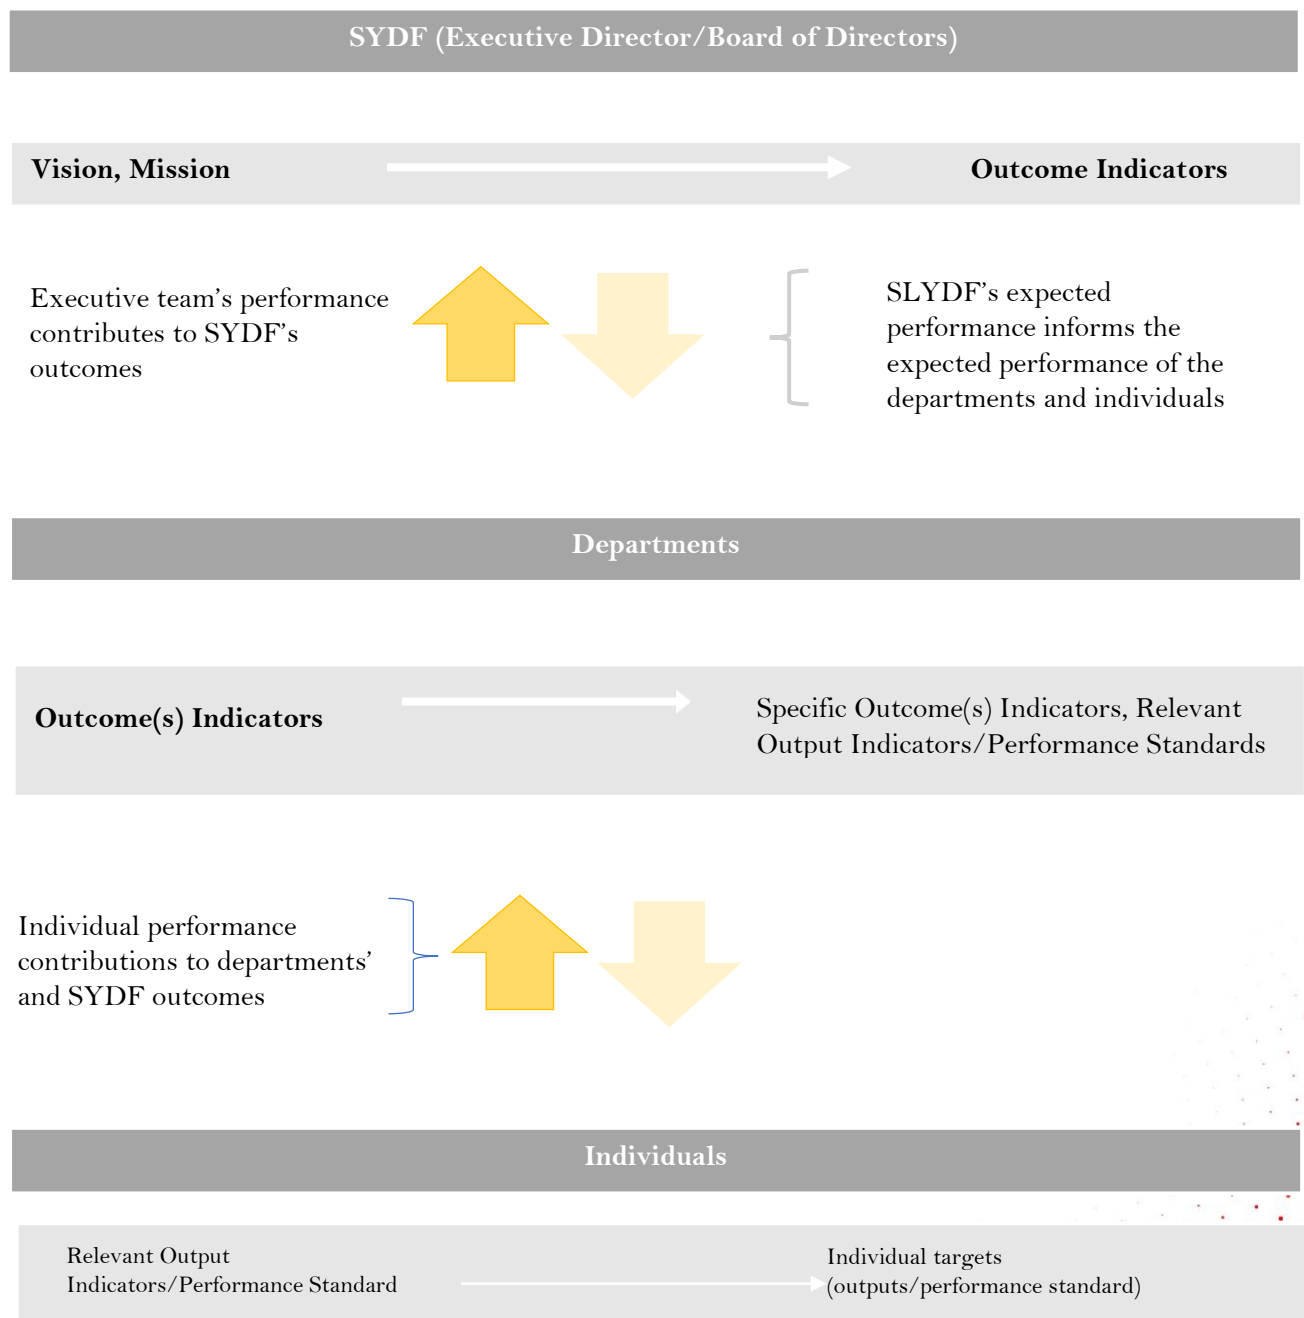 SYDF (Executive Director/Board of Directors)
Vision, Mission
Outcome Indicators
Executive team’s performance
contributes to SYDF’s
outcomes
SLYDF’s expected
performance informs the
expected performance of the
departments and individuals
Departments
Outcome(s) Indicators
Specific Outcome(s) Indicators, Relevant
Output Indicators/Performance Standards
Individual performance
contributions to departments’
and SYDF outcomes
Individuals
Relevant Output
Indicators/Performance Standard
Individual targets
(outputs/performance standard)